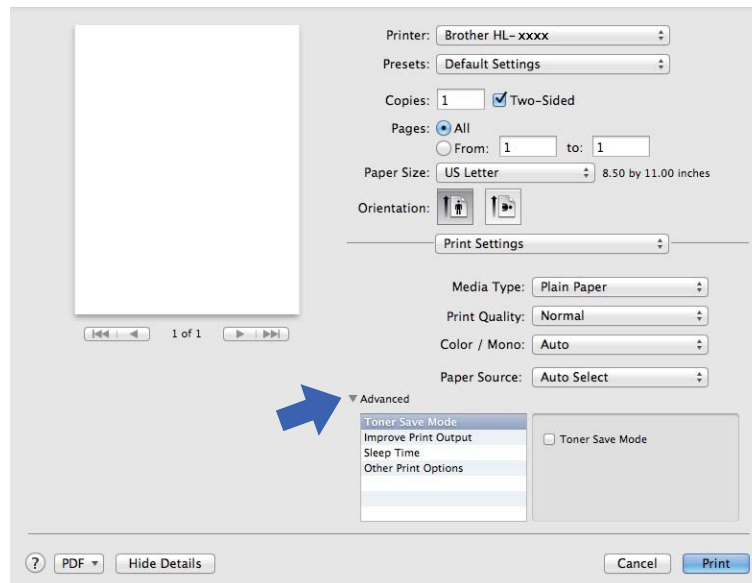 Printer: Brother HL-xxxx
Presets: Default Settings
Copies: 1 Two-Sided
Pages: All
From: 1 to: 1
Paper Size: US Letter 8.50 by 11.00 inches
Orientation:
Print Settings
Media Type: Plain Paper
Print Quality: Normal
1 of 1
Color / Mono: Auto
Paper Source: Auto Select
Advanced
Toner Save Mode
Improve Print Output
Sleep Time
Other Print Options
Toner Save Mode
? PDF Hide Details Cancel Print